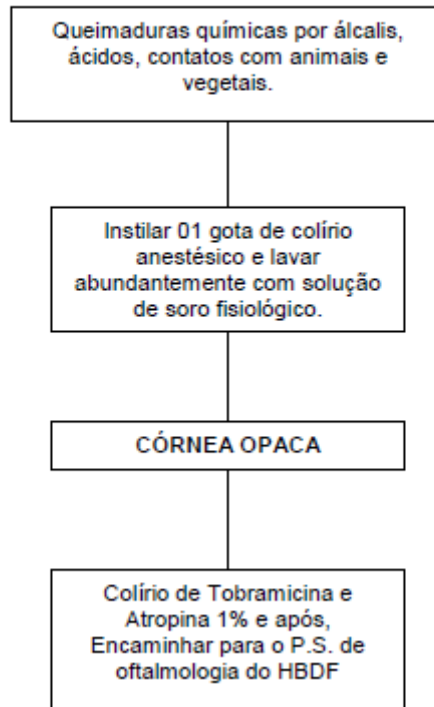 Queimaduras químicas por álcalis,
ácidos, contatos com animais e
vegetais.
Instilar 01 gota de colírio
anestésico e lavar
abundantemente com solução
de soro fisiológico.
CÓRNEA OPACA
Colírio de Tobramicina e
Atropina 1% e após,
Encaminhar para o P.S. de
oftalmologia do HBDF